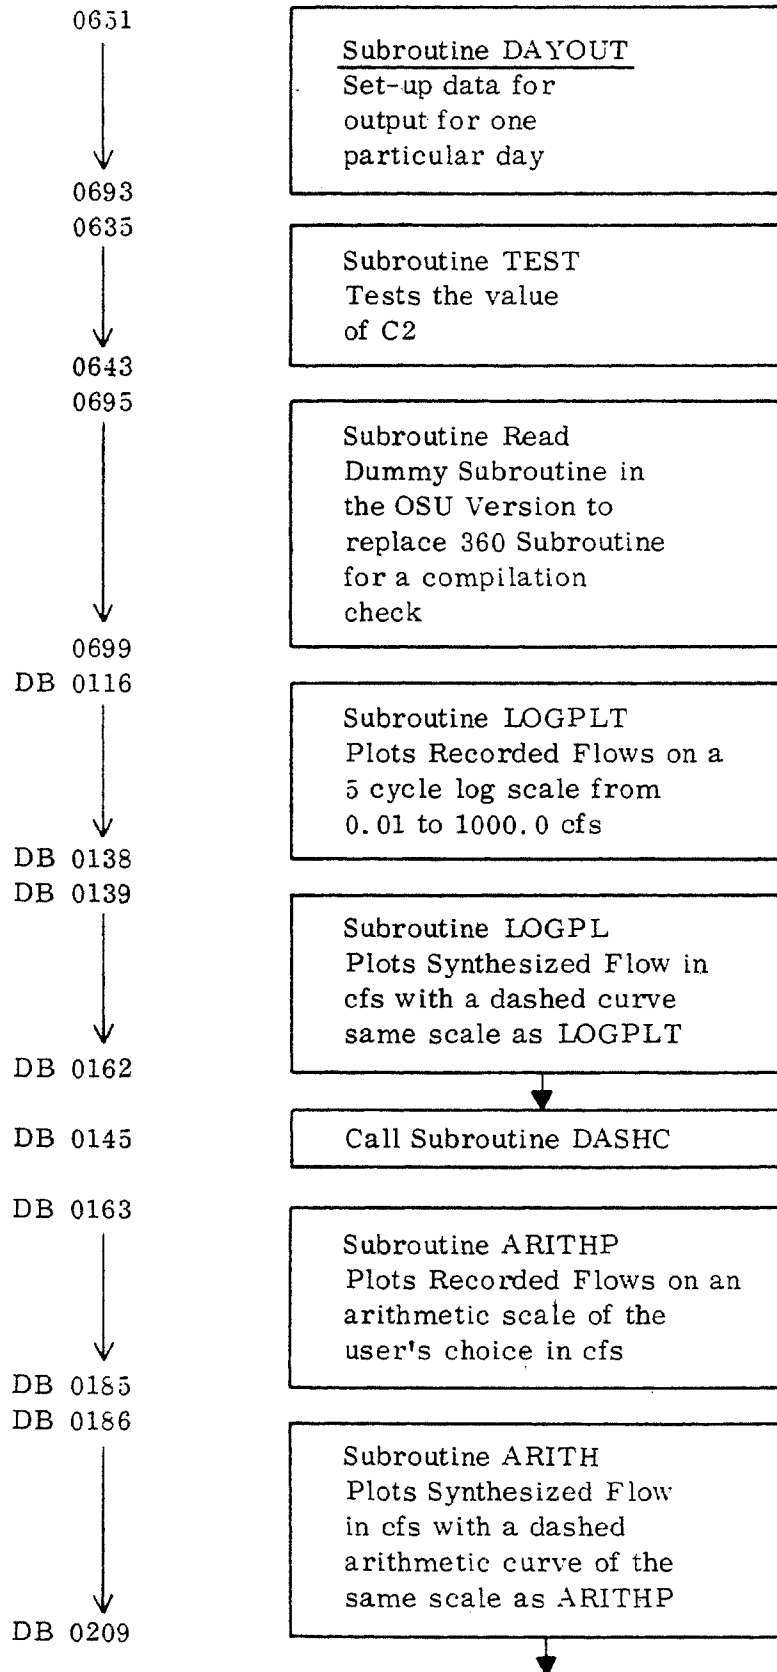 0651
Subroutine DAYOUT
Set-up data for
output for one
particular day
0693
0635
Subroutine TEST
Tests the value
of C2
0643
0695
Subroutine Read
Dummy Subroutine in
the OSU Version to
replace 360 Subroutine
for a compilation
check
0699
DB 0116
Subroutine LOGPLT
Plots Recorded Flows on a
5 cycle log scale from
0.01 to 1000.0 cfs
DB 0138
DB 0139
Subroutine LOGPL
Plots Synthesized Flow in
cfs with a dashed curve
same scale as LOGPLT
DB 0162
DB 0145
Call Subroutine DASHC
DB 0163
Subroutine ARITHP
Plots Recorded Flows on an
arithmetic scale of the
user's choice in cfs
DB 0185
DB 0186
Subroutine ARITH
Plots Synthesized Flow
in cfs with a dashed
arithmetic curve of the
same scale as ARITHP
DB 0209